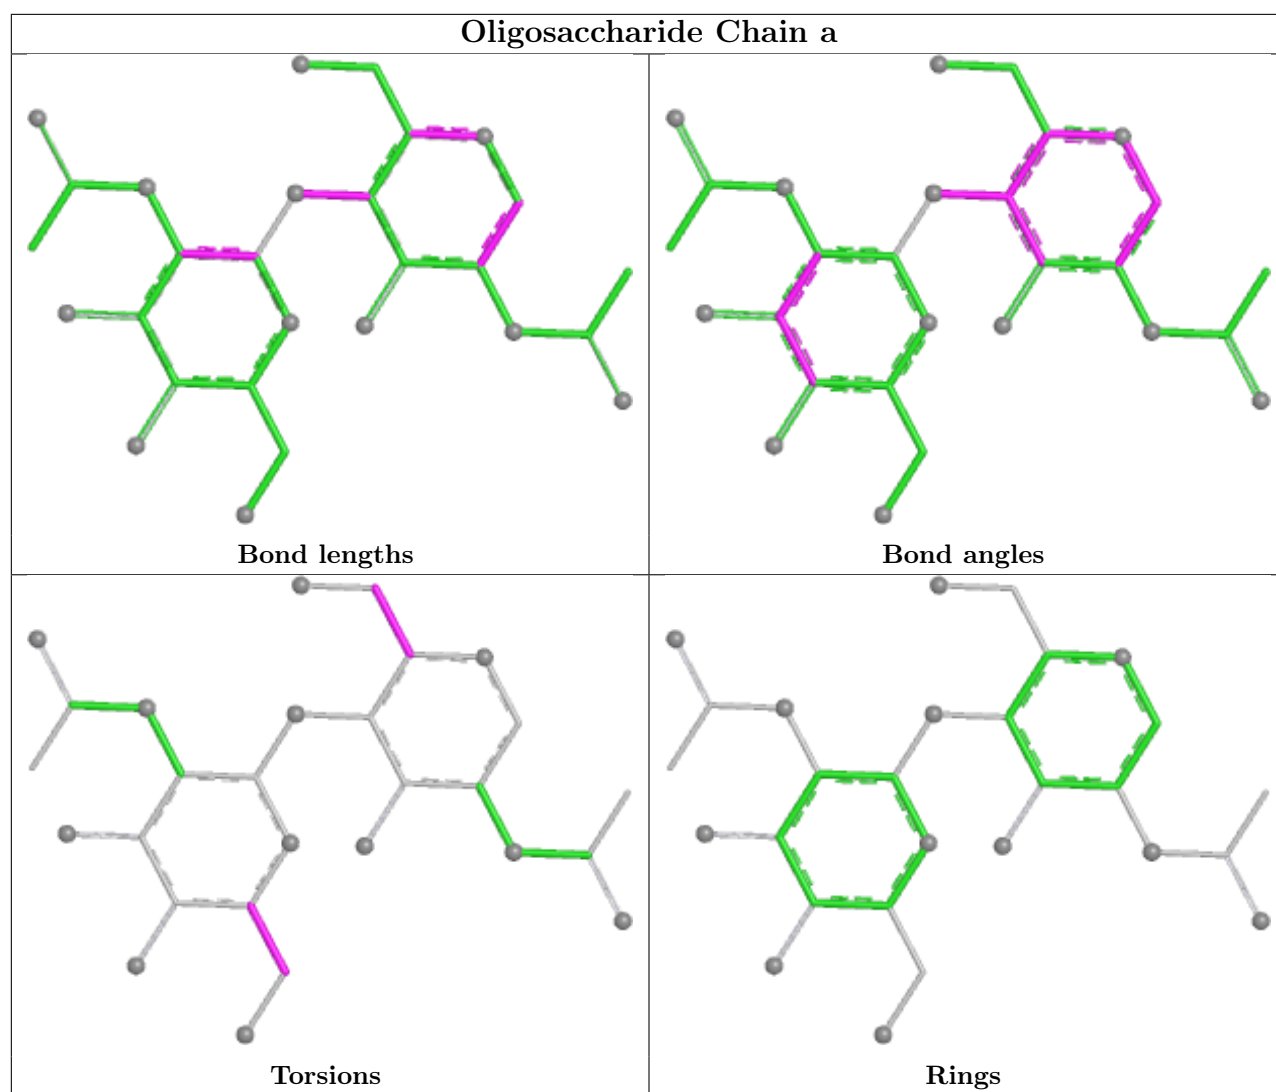 Oligosaccharide Chain a
Bond lengths
Bond angles
Torsions
Rings